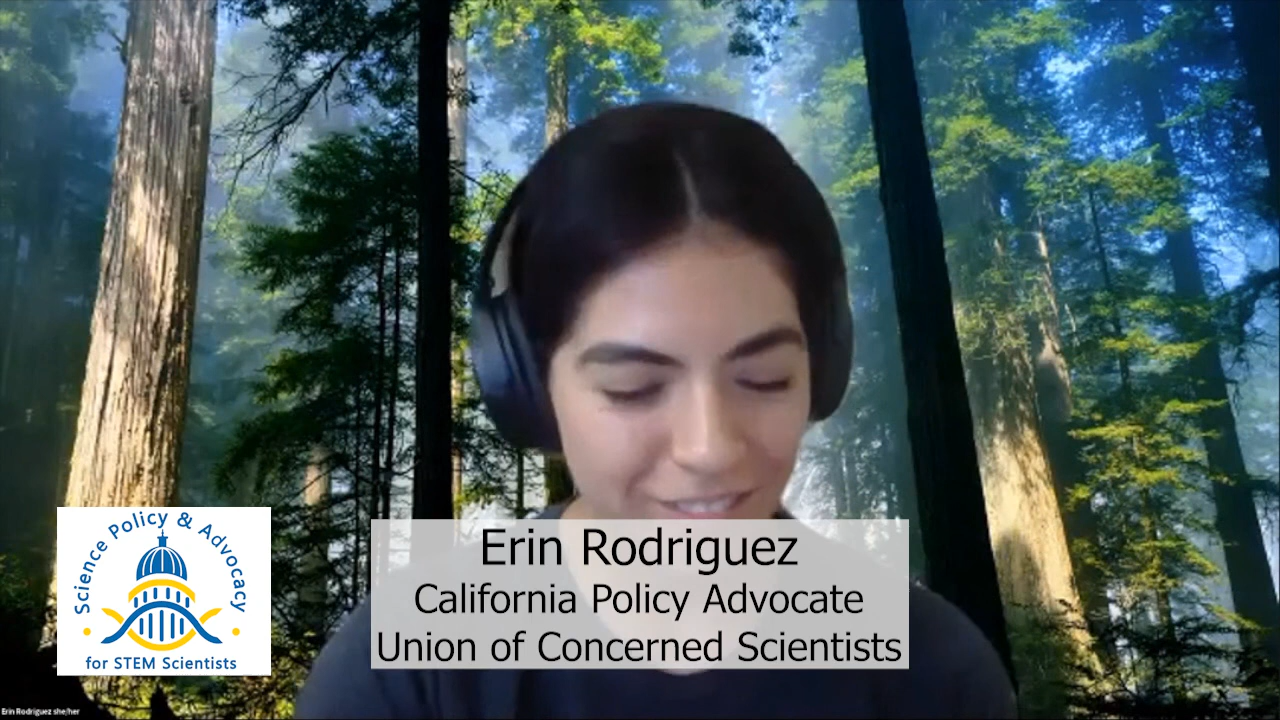 Science Policy & Advocacy
for STEM Scientists
Erin Rodriguez
California Policy Advocate
Union of Concerned Scientists
Erin Rodriguez she/her